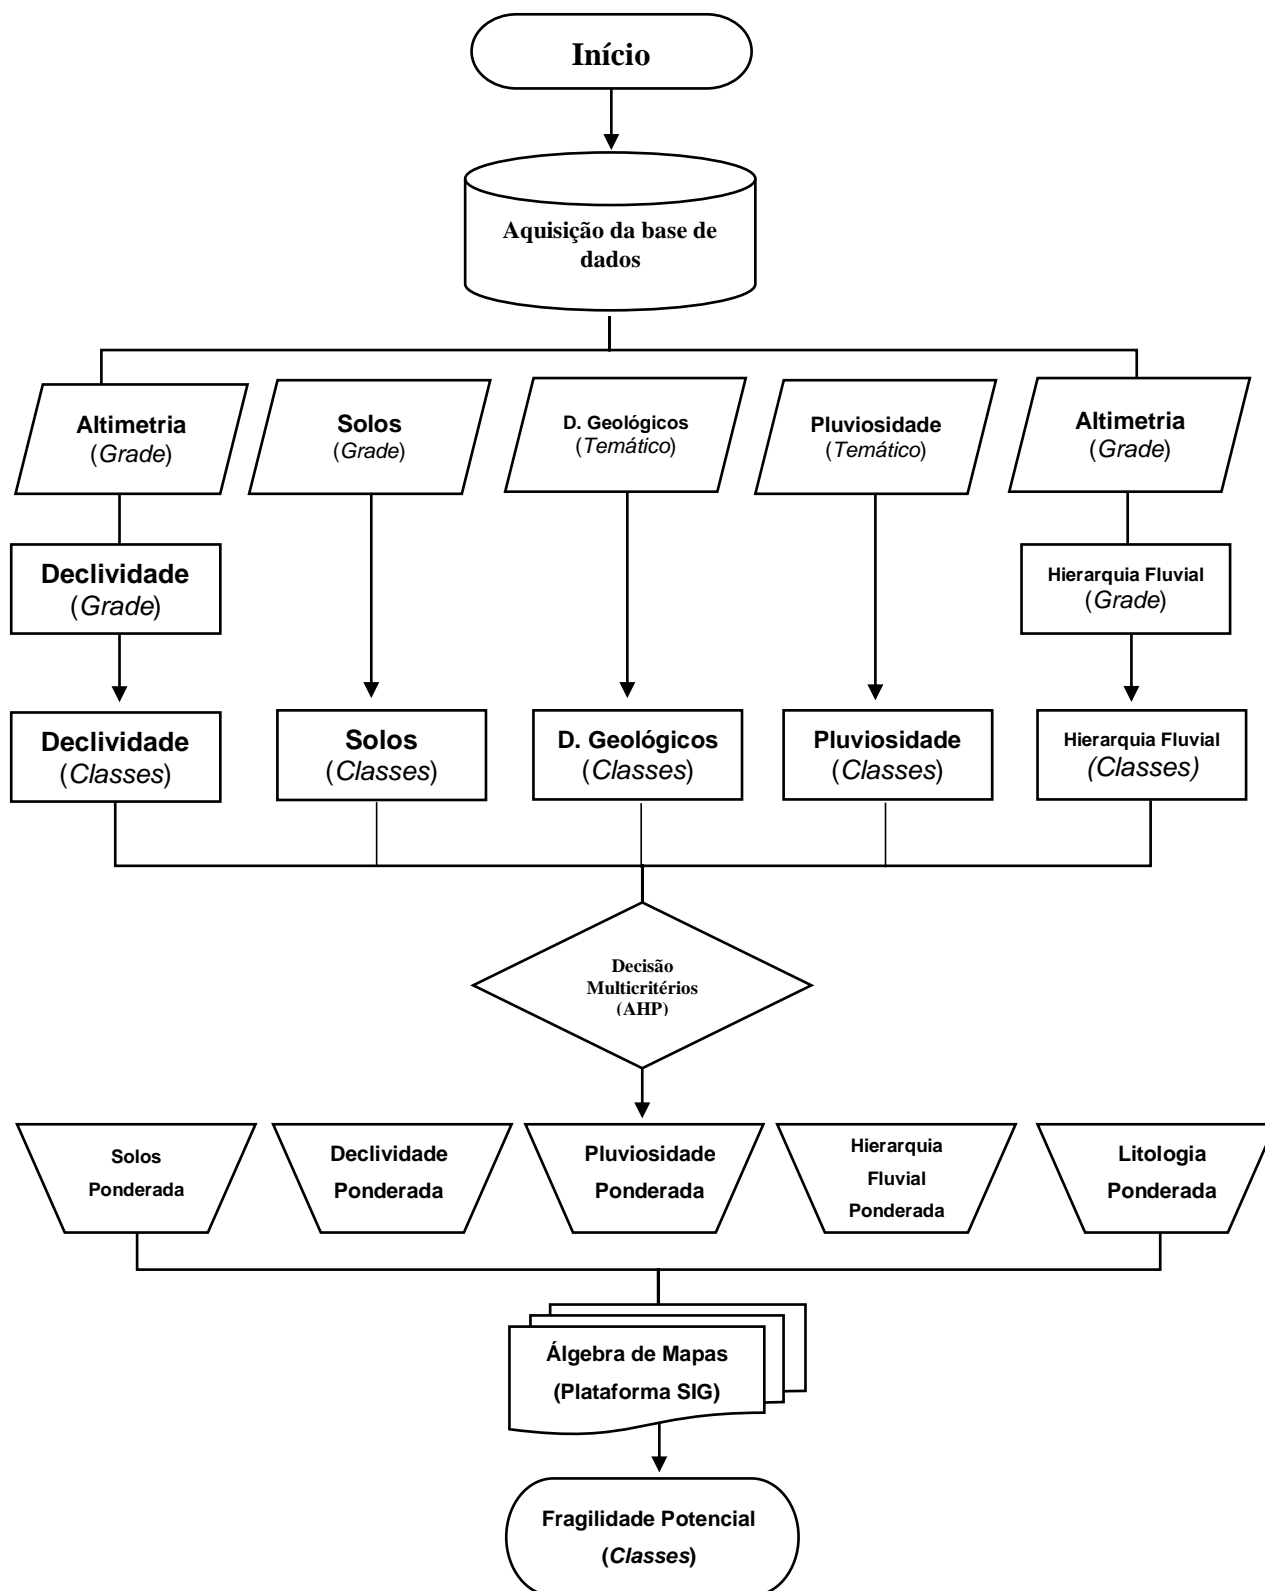 Início
Aquisição da base de
dados
Altimetria
(Grade)
Solos
(Grade)
D. Geológicos
(Temático)
Pluviosidade
(Temático)
Altimetria
(Grade)
Declividade
(Grade)
Hierarquia Fluvial
(Grade)
Declividade
(Classes)
Solos
(Classes)
D. Geológicos
(Classes)
Pluviosidade
(Classes)
Hierarquia Fluvial
(Classes)
Decisão
Multicritérios
(AHP)
Solos
Ponderada
Declividade
Ponderada
Pluviosidade
Ponderada
Hierarquia
Fluvial
Ponderada
Litologia
Ponderada
Álgebra de Mapas
(Plataforma SIG)
Fragilidade Potencial
(Classes)